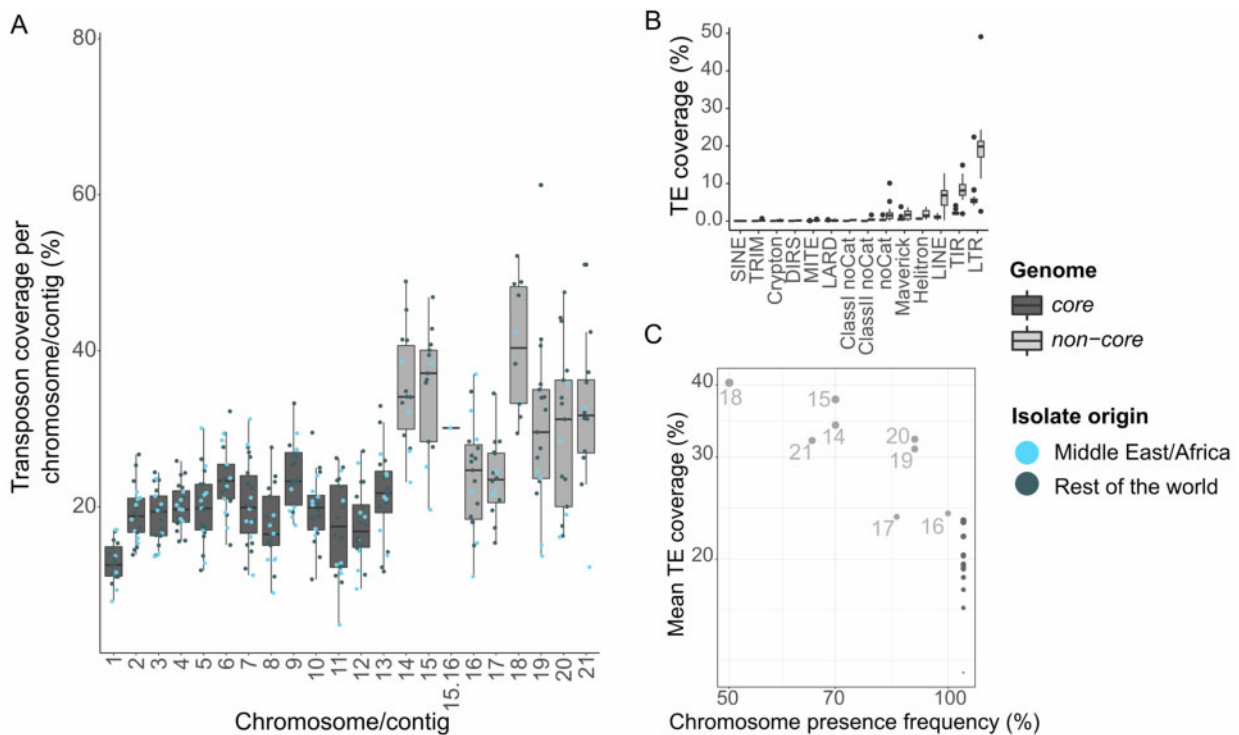 A
80
60
40
20
Transposon coverage per
chromosome/contig (%)
1
2
3
4
5
6
7
8
9
10
11
12
13
14
15
15.16
16
17
18
19
20
21
Chromosome/contig
B
50
40
30
20
10
0.0
TE coverage (%)
SINE
TRIM
Crypton
DIRS
MITE
LARD
ClassI noCat
ClassII noCat
noCat
Maverick
Helitron
LINE
TIR
LTR
Genome
core
non-core
Isolate origin
Middle East/Africa
Rest of the world
C
40
30
20
Mean TE coverage (%)
18
15
14
21
20
19
17
16
50
70
100
Chromosome presence frequency (%)